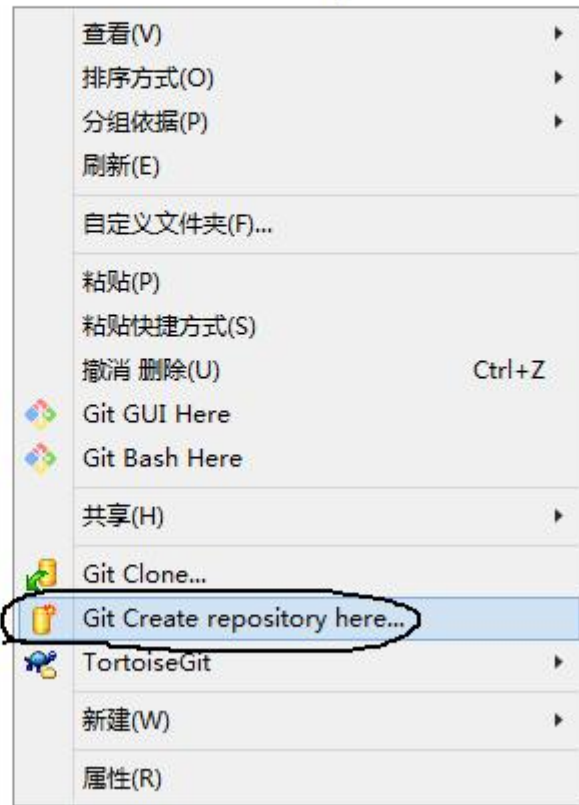 查看(V)
排序方式(O)
分组依据(P)
刷新(E)
自定义文件夹(F)...
粘贴(P)
粘贴快捷方式(S)
撤消 删除(U) Ctrl+Z
Git GUI Here
Git Bash Here
共享(H)
Git Clone...
Git Create repository here...
TortoiseGit
新建(W)
属性(R)